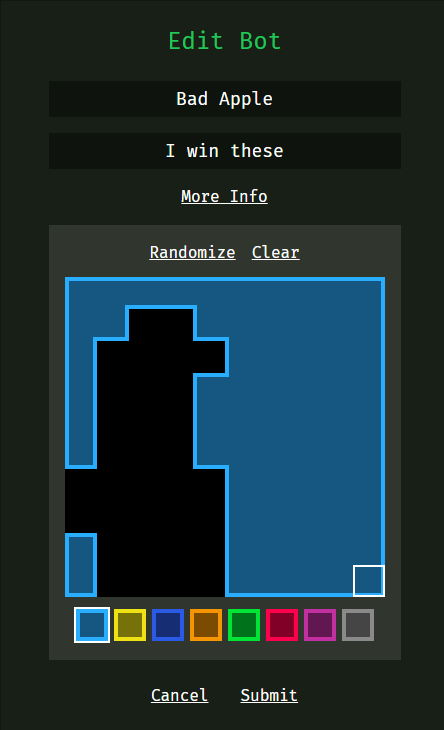 Edit Bot
Bad Apple
I win these
More Info
Randomize Clear
Cancel Submit